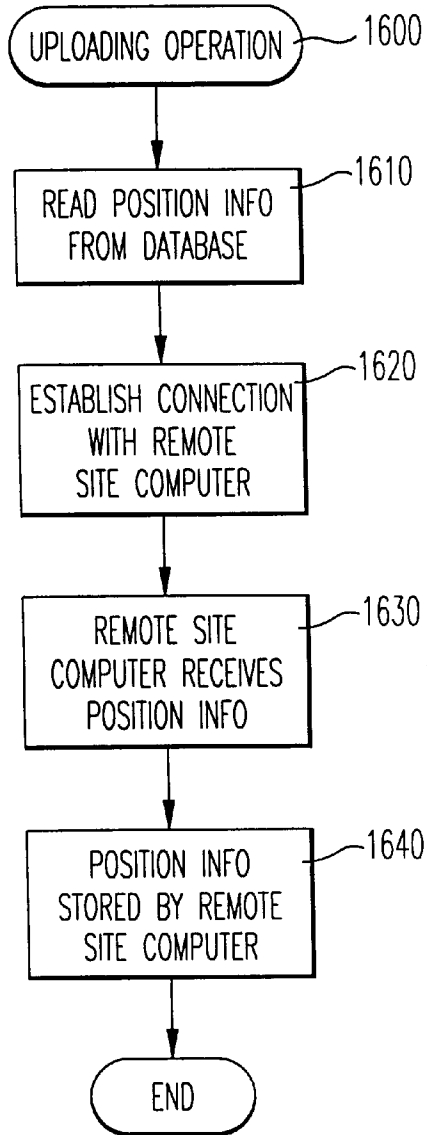 UPLOADING OPERATION
1600
1610
READ POSITION INFO
FROM DATABASE
1620
ESTABLISH CONNECTION
WITH REMOTE
SITE COMPUTER
1630
REMOTE SITE
COMPUTER RECEIVES
POSITION INFO
1640
POSITION INFO
STORED BY REMOTE
SITE COMPUTER
END